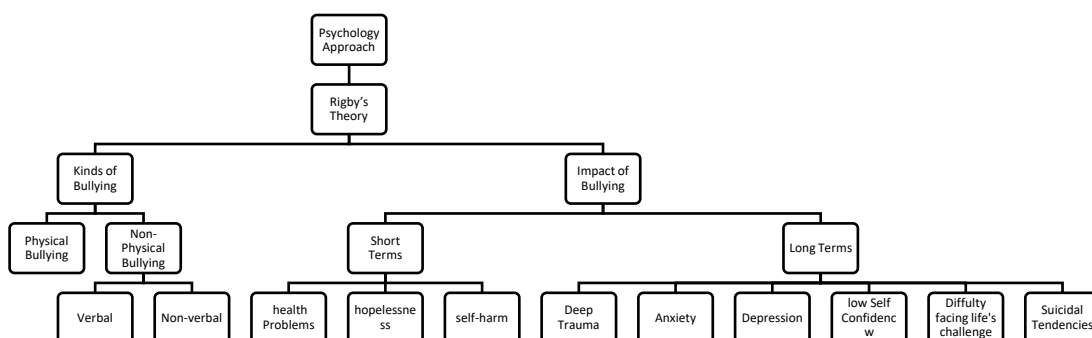 Psychology
Approach
Rigby's
Theory
Kinds of
Bullying
Impact of
Bullying
Physical
Bullying
Non-
Physical
Bullying
Short
Terms
Long Terms
Verbal
Non-verbal
health
Problems
hopelessne
ss
self-harm
Deep
Trauma
Anxiety
Depression
low Self
Confidenc
w
Diffulty
facing life's
challenge
Suicidal
Tendencies